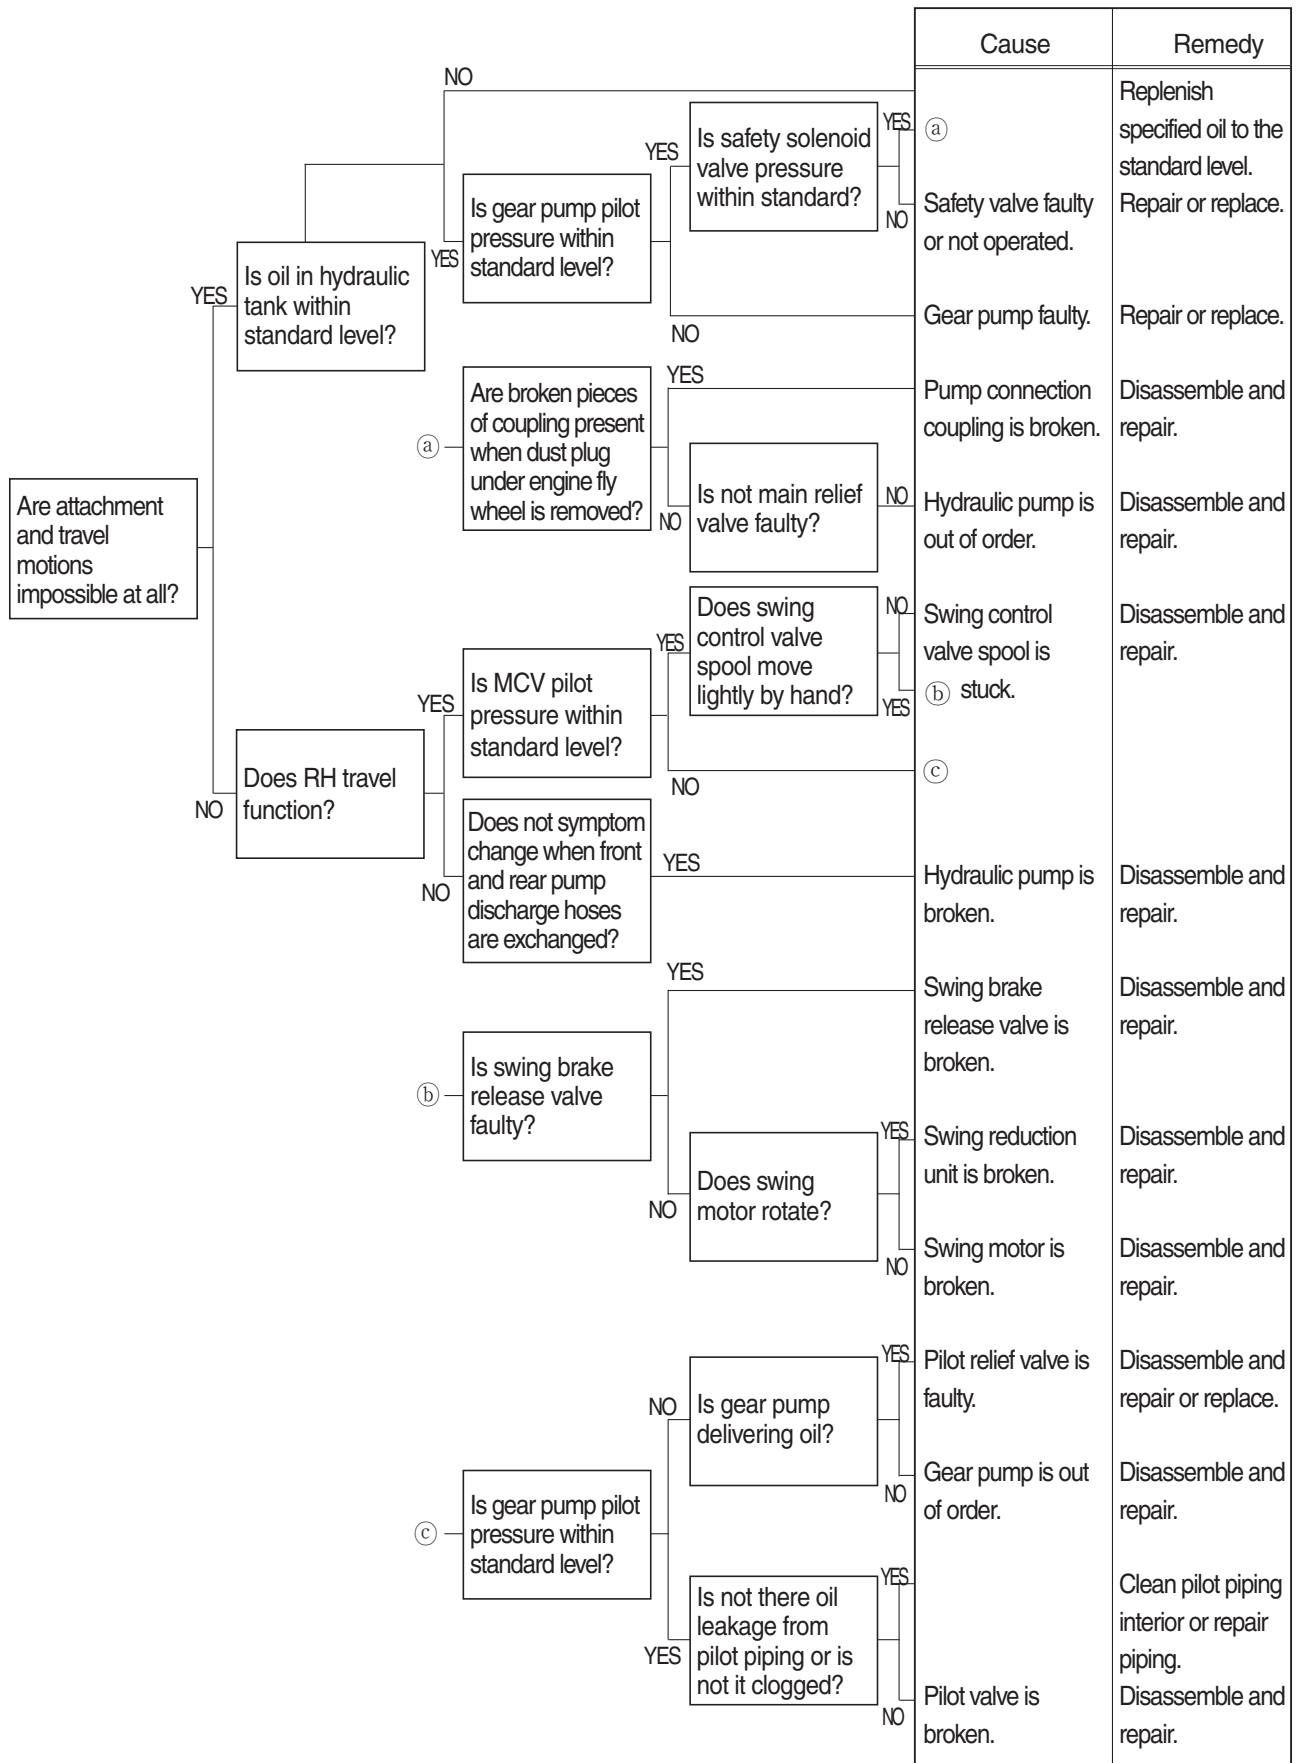 Cause
Remedy
NO
Replenish
specified oil to the
standard level.
YES
Is safety solenoid
valve pressure
within standard?
YES
ⓐ
NO
Safety valve faulty
or not operated.
Repair or replace.
Is gear pump pilot
pressure within
standard level?
YES
NO
Gear pump faulty.
Repair or replace.
YES
Is oil in hydraulic
tank within
standard level?
ⓐ
Are broken pieces
of coupling present
when dust plug
under engine fly
wheel is removed?
YES
Pump connection
coupling is broken.
Disassemble and
repair.
NO
Is not main relief
valve faulty?
NO
Hydraulic pump is
out of order.
Disassemble and
repair.
Are attachment
and travel
motions
impossible at all?
NO
Does RH travel
function?
YES
Is MCV pilot
pressure within
standard level?
YES
Does swing
control valve
spool move
lightly by hand?
NO
Swing control
valve spool is
stuck.
Disassemble and
repair.
YES
ⓑ
NO
ⓒ
NO
Does not symptom
change when front
and rear pump
discharge hoses
are exchanged?
YES
Hydraulic pump is
broken.
Disassemble and
repair.
ⓑ
Is swing brake
release valve
faulty?
YES
Swing brake
release valve is
broken.
Disassemble and
repair.
NO
Does swing
motor rotate?
YES
Swing reduction
unit is broken.
Disassemble and
repair.
NO
Swing motor is
broken.
Disassemble and
repair.
ⓒ
Is gear pump pilot
pressure within
standard level?
NO
Is gear pump
delivering oil?
YES
Pilot relief valve is
faulty.
Disassemble and
repair or replace.
NO
Gear pump is out
of order.
Disassemble and
repair.
YES
Is not there oil
leakage from
pilot piping or is
not it clogged?
YES
Clean pilot piping
interior or repair
piping.
NO
Pilot valve is
broken.
Disassemble and
repair.